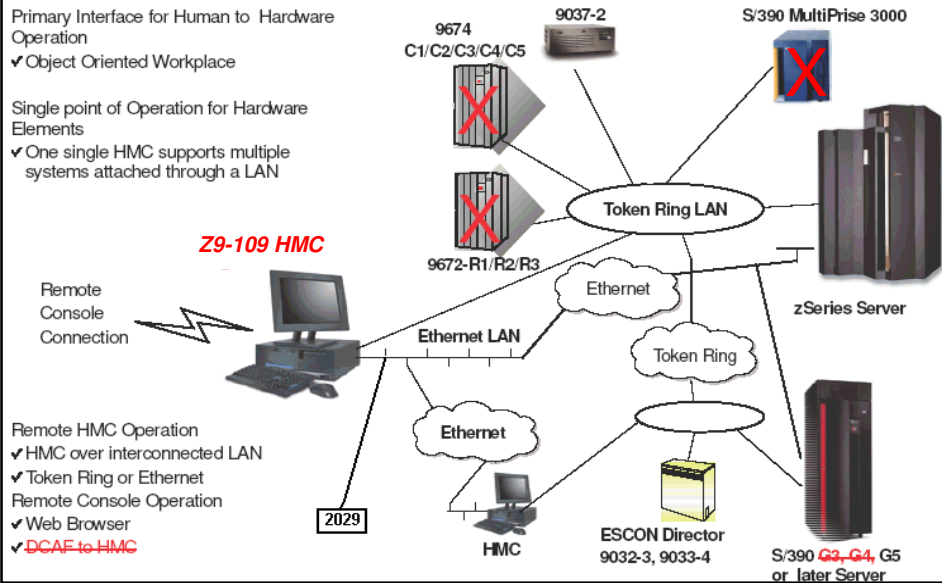 Primary Interface for Human to Hardware
Operation
✔Object Oriented Workplace
Single point of Operation for Hardware
Elements
✔One single HMC supports multiple
systems attached through a LAN
9674
C1/C2/C3/C4/C5
9037-2
S/390 MultiPrise 3000
X
X
X
Token Ring LAN
9672-R1/R2/R3
Z9-109 HMC
Remote
Console
Connection
Ethernet
zSeries Server
Ethernet LAN
Token Ring
Ethernet
Remote HMC Operation
✔HMC over interconnected LAN
✔Token Ring or Ethernet
Remote Console Operation
✔Web Browser
✔DCAF to HMC
2029
HMC
ESCON Director
9032-3, 9033-4
S/390 G3, G4, G5
or later Server